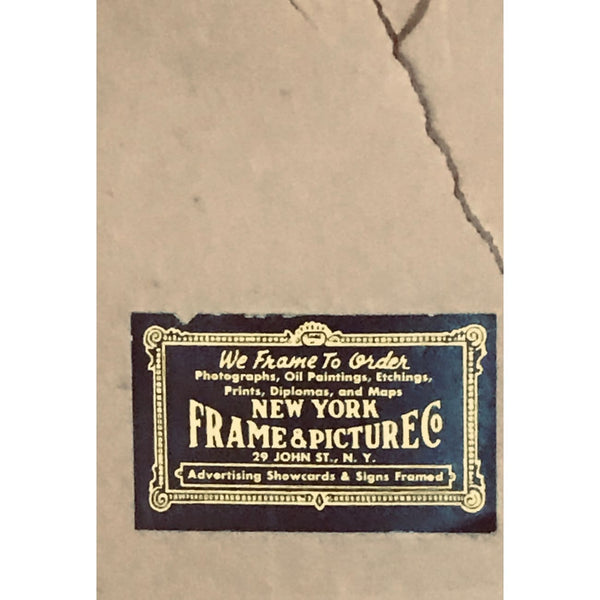 We Frame To Order
Photographs, Oil Paintings, Etchings,
Prints, Diplomas, and Maps
NEW YORK
FRAME & PICTURE CO
29 JOHN ST., N. Y.
Advertising Showcards & Signs Framed